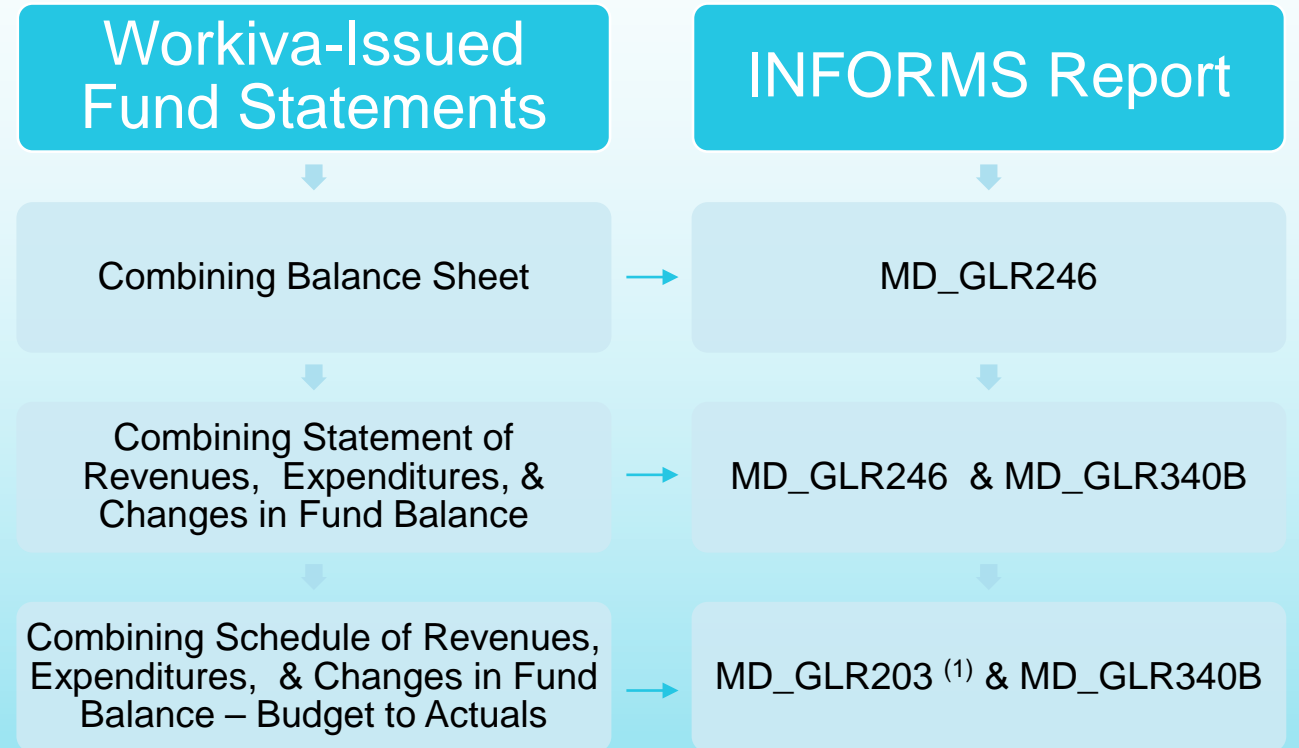 Workiva-Issued
Fund Statements
INFORMS Report
Combining Balance Sheet
MD_GLR246
Combining Statement of
Revenues, Expenditures, &
Changes in Fund Balance
MD_GLR246 & MD_GLR340B
Combining Schedule of Revenues,
Expenditures, & Changes in Fund
Balance – Budget to Actuals
MD_GLR203 (1) & MD_GLR340B